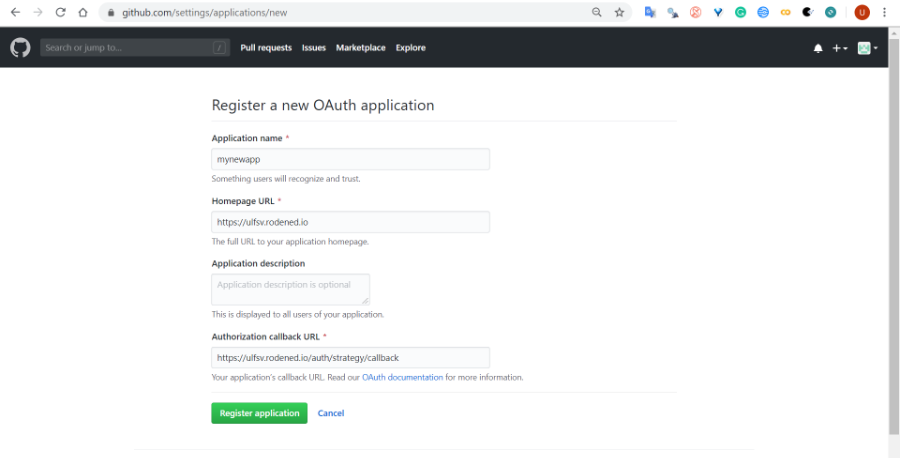 github.com/settings/applications/new
U
Search or jump to...
/
Pull requests Issues Marketplace Explore
Register a new OAuth application
Application name *
mynewapp
Something users will recognize and trust.
Homepage URL *
https://ulfsv.rodened.io
The full URL to your application homepage.
Application description
Application description is optional
This is displayed to all users of your application.
Authorization callback URL *
https://ulfsv.rodened.io/auth/strategy/callback
Your application's callback URL. Read our OAuth documentation for more information.
Register application Cancel